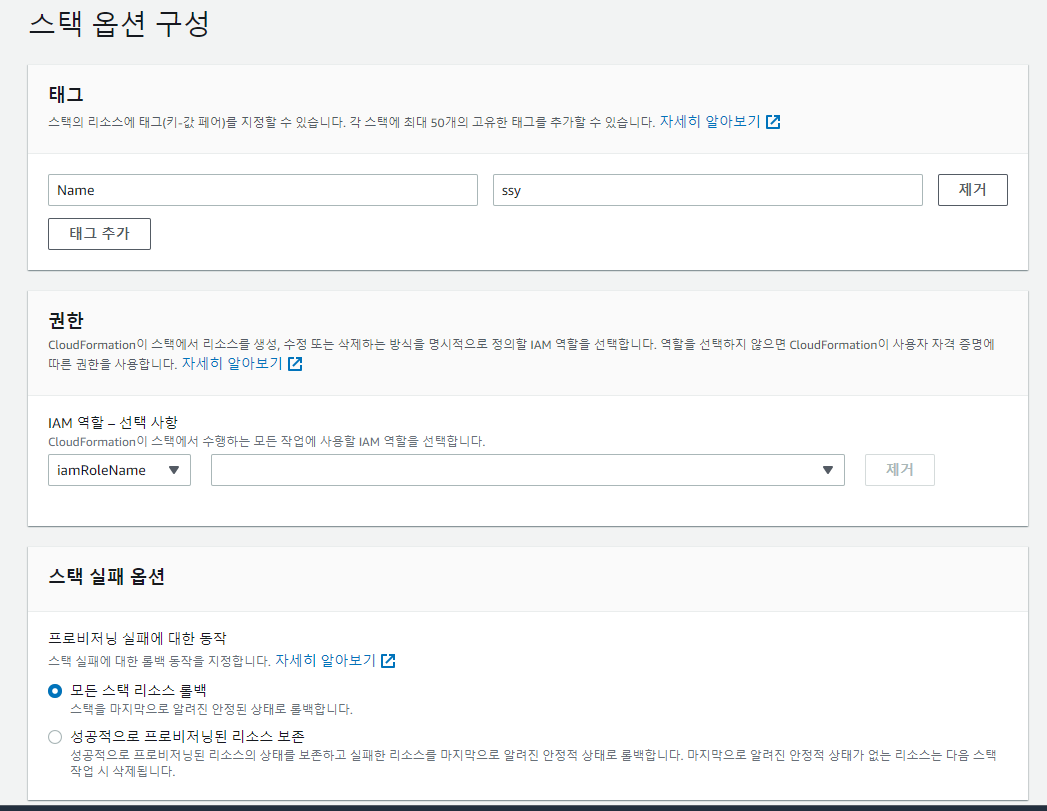 스택 옵션 구성
태그
스택의 리소스에 태그(키-값 페어)를 지정할 수 있습니다. 각 스택에 최대 50개의 고유한 태그를 추가할 수 있습니다. 자세히 알아보기
Name
ssy
제거
태그 추가
권한
CloudFormation이 스택에서 리소스를 생성, 수정 또는 삭제하는 방식을 명시적으로 정의할 IAM 역할을 선택합니다. 역할을 선택하지 않으면 CloudFormation이 사용자 자격 증명에
따른 권한을 사용합니다. 자세히 알아보기
IAM 역할 – 선택 사항
CloudFormation이 스택에서 수행하는 모든 작업에 사용할 IAM 역할을 선택합니다.
iamRoleName
제거
스택 실패 옵션
프로비저닝 실패에 대한 동작
스택 실패에 대한 롤백 동작을 지정합니다. 자세히 알아보기
모든 스택 리소스 롤백
스택을 마지막으로 알려진 안정된 상태로 롤백합니다.
성공적으로 프로비저닝된 리소스 보존
성공적으로 프로비저닝된 리소스의 상태를 보존하고 실패한 리소스를 마지막으로 알려진 안정적 상태로 롤백합니다. 마지막으로 알려진 안정적 상태가 없는 리소스는 다음 스택
작업 시 삭제됩니다.